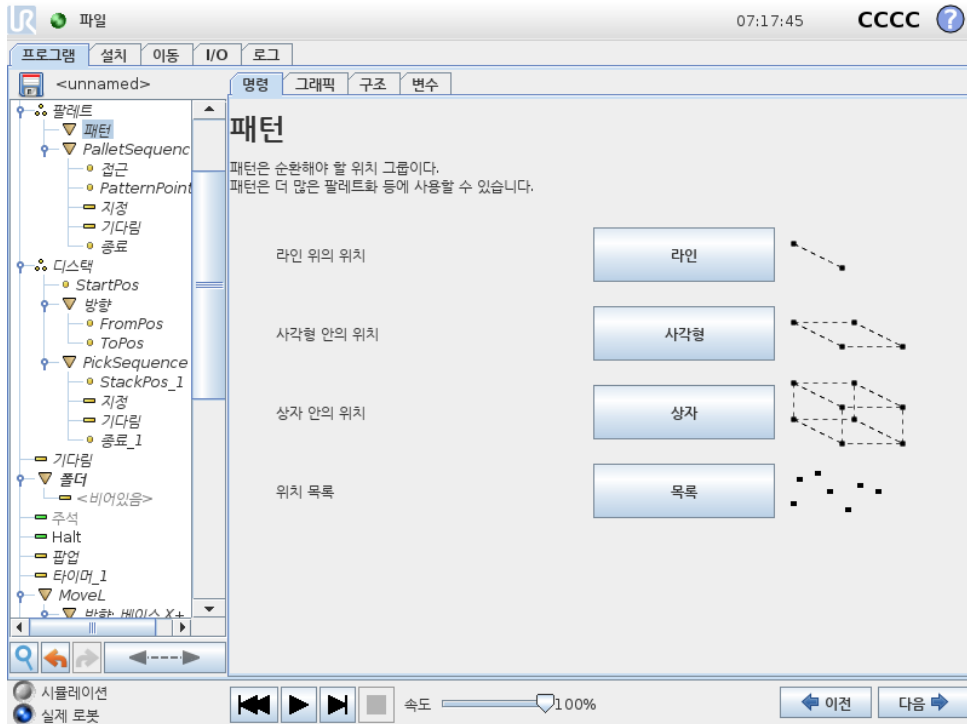 파일
07:17:45
CCCC
?
프로그램 설치 이동 I/O 로그
<unnamed>
명령 그래픽 구조 변수
팔레트
패턴
PalletSequenc
접근
PatternPoint
지정
기다림
종료
디스택
StartPos
방향
FromPos
ToPos
PickSequence
StackPos_1
지정
기다림
종료_1
기다림
폴더
<비어있음>
주석
Halt
팝업
타이머_1
MoveL
방향: 베이스 X+
패턴
패턴은 순환해야 할 위치 그룹이다.
패턴은 더 많은 팔레트화 등에 사용할 수 있습니다.
라인 위의 위치 라인
사각형 안의 위치 사각형
상자 안의 위치 상자
위치 목록 목록
시뮬레이션
실제 로봇
속도 100%
이전 다음